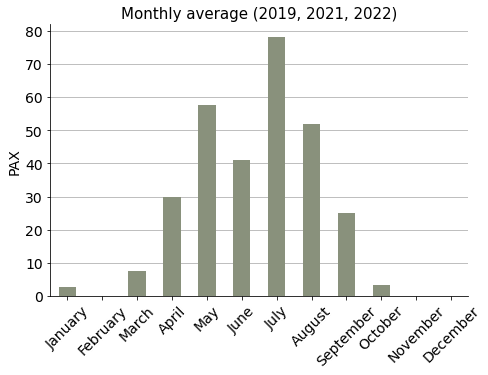 Monthly average (2019, 2021, 2022)
PAX
80
70
60
50
40
30
20
10
0
January
February
March
April
May
June
July
August
September
October
November
December